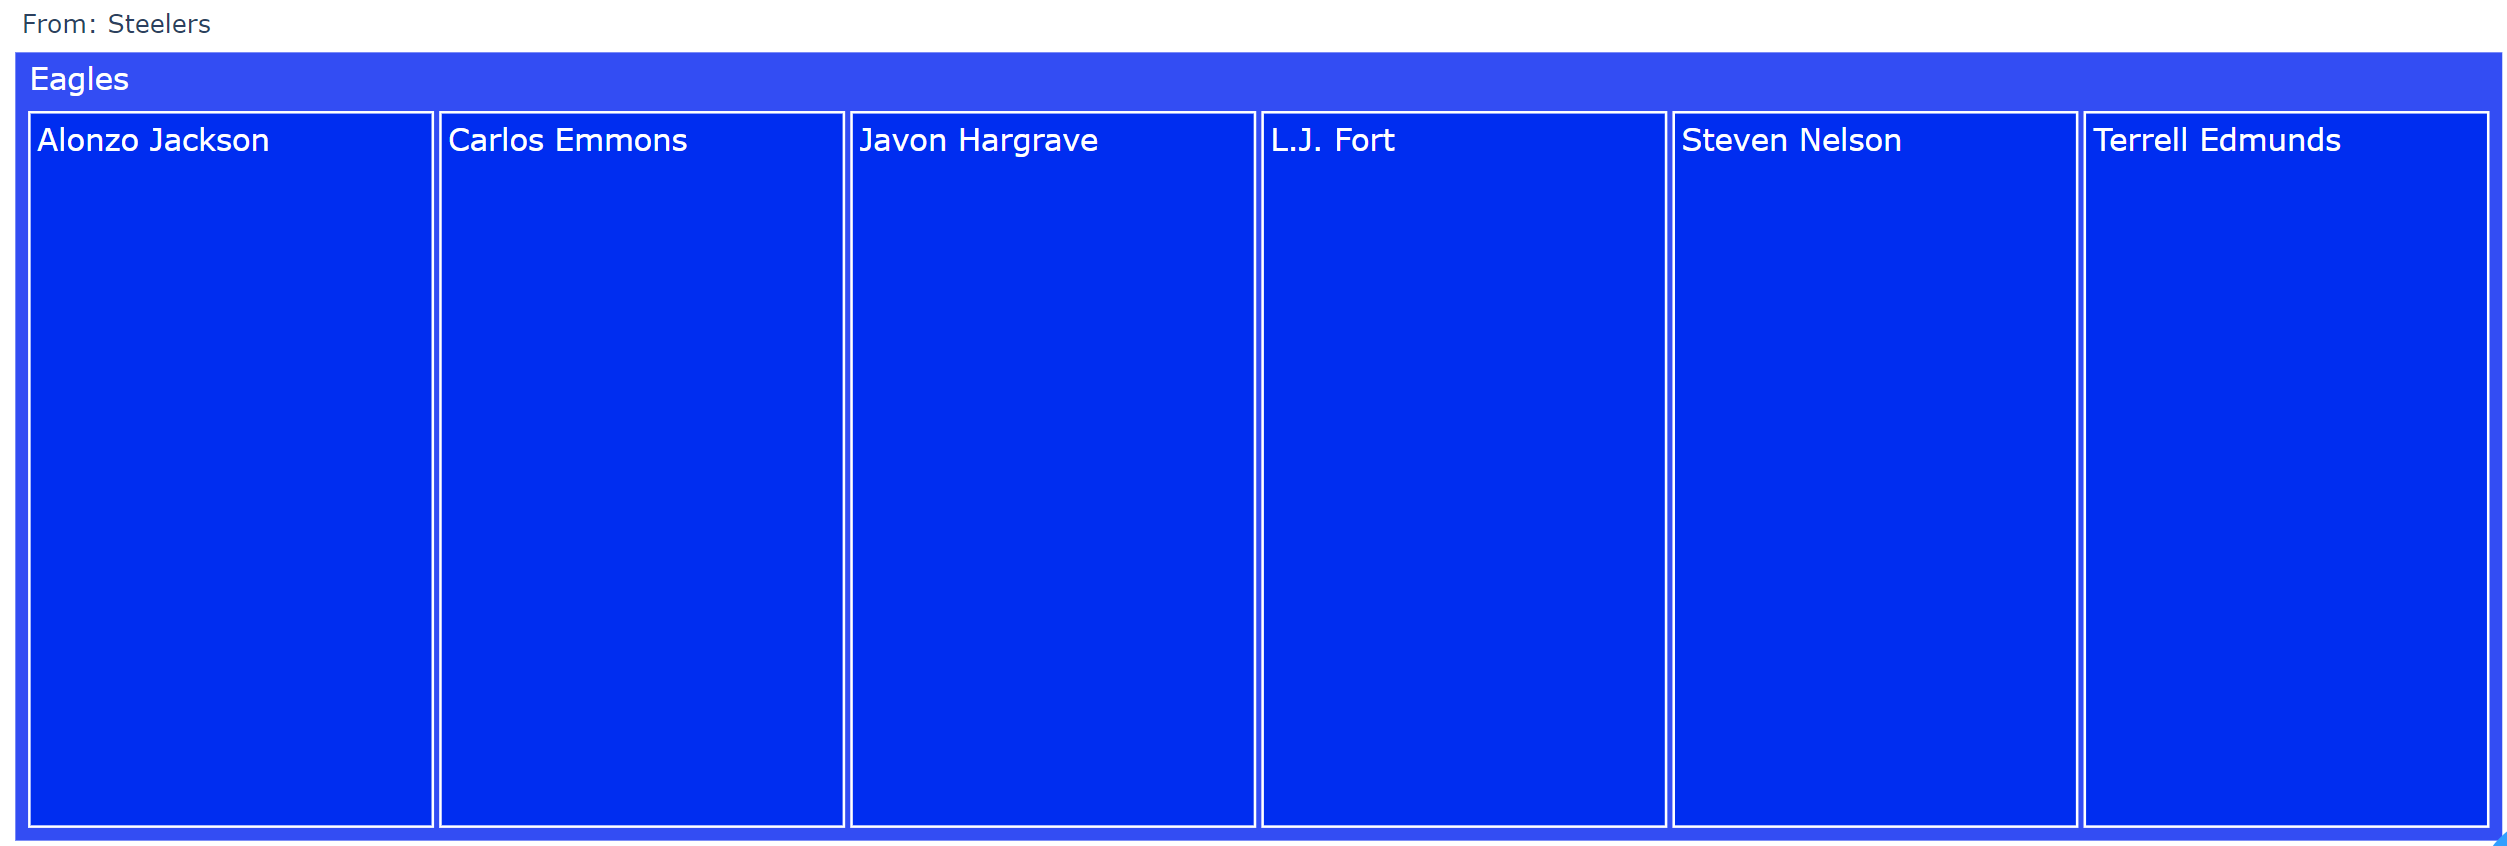 From: Steelers
Eagles
Alonzo Jackson
Carlos Emmons
Javon Hargrave
L.J. Fort
Steven Nelson
Terrell Edmunds